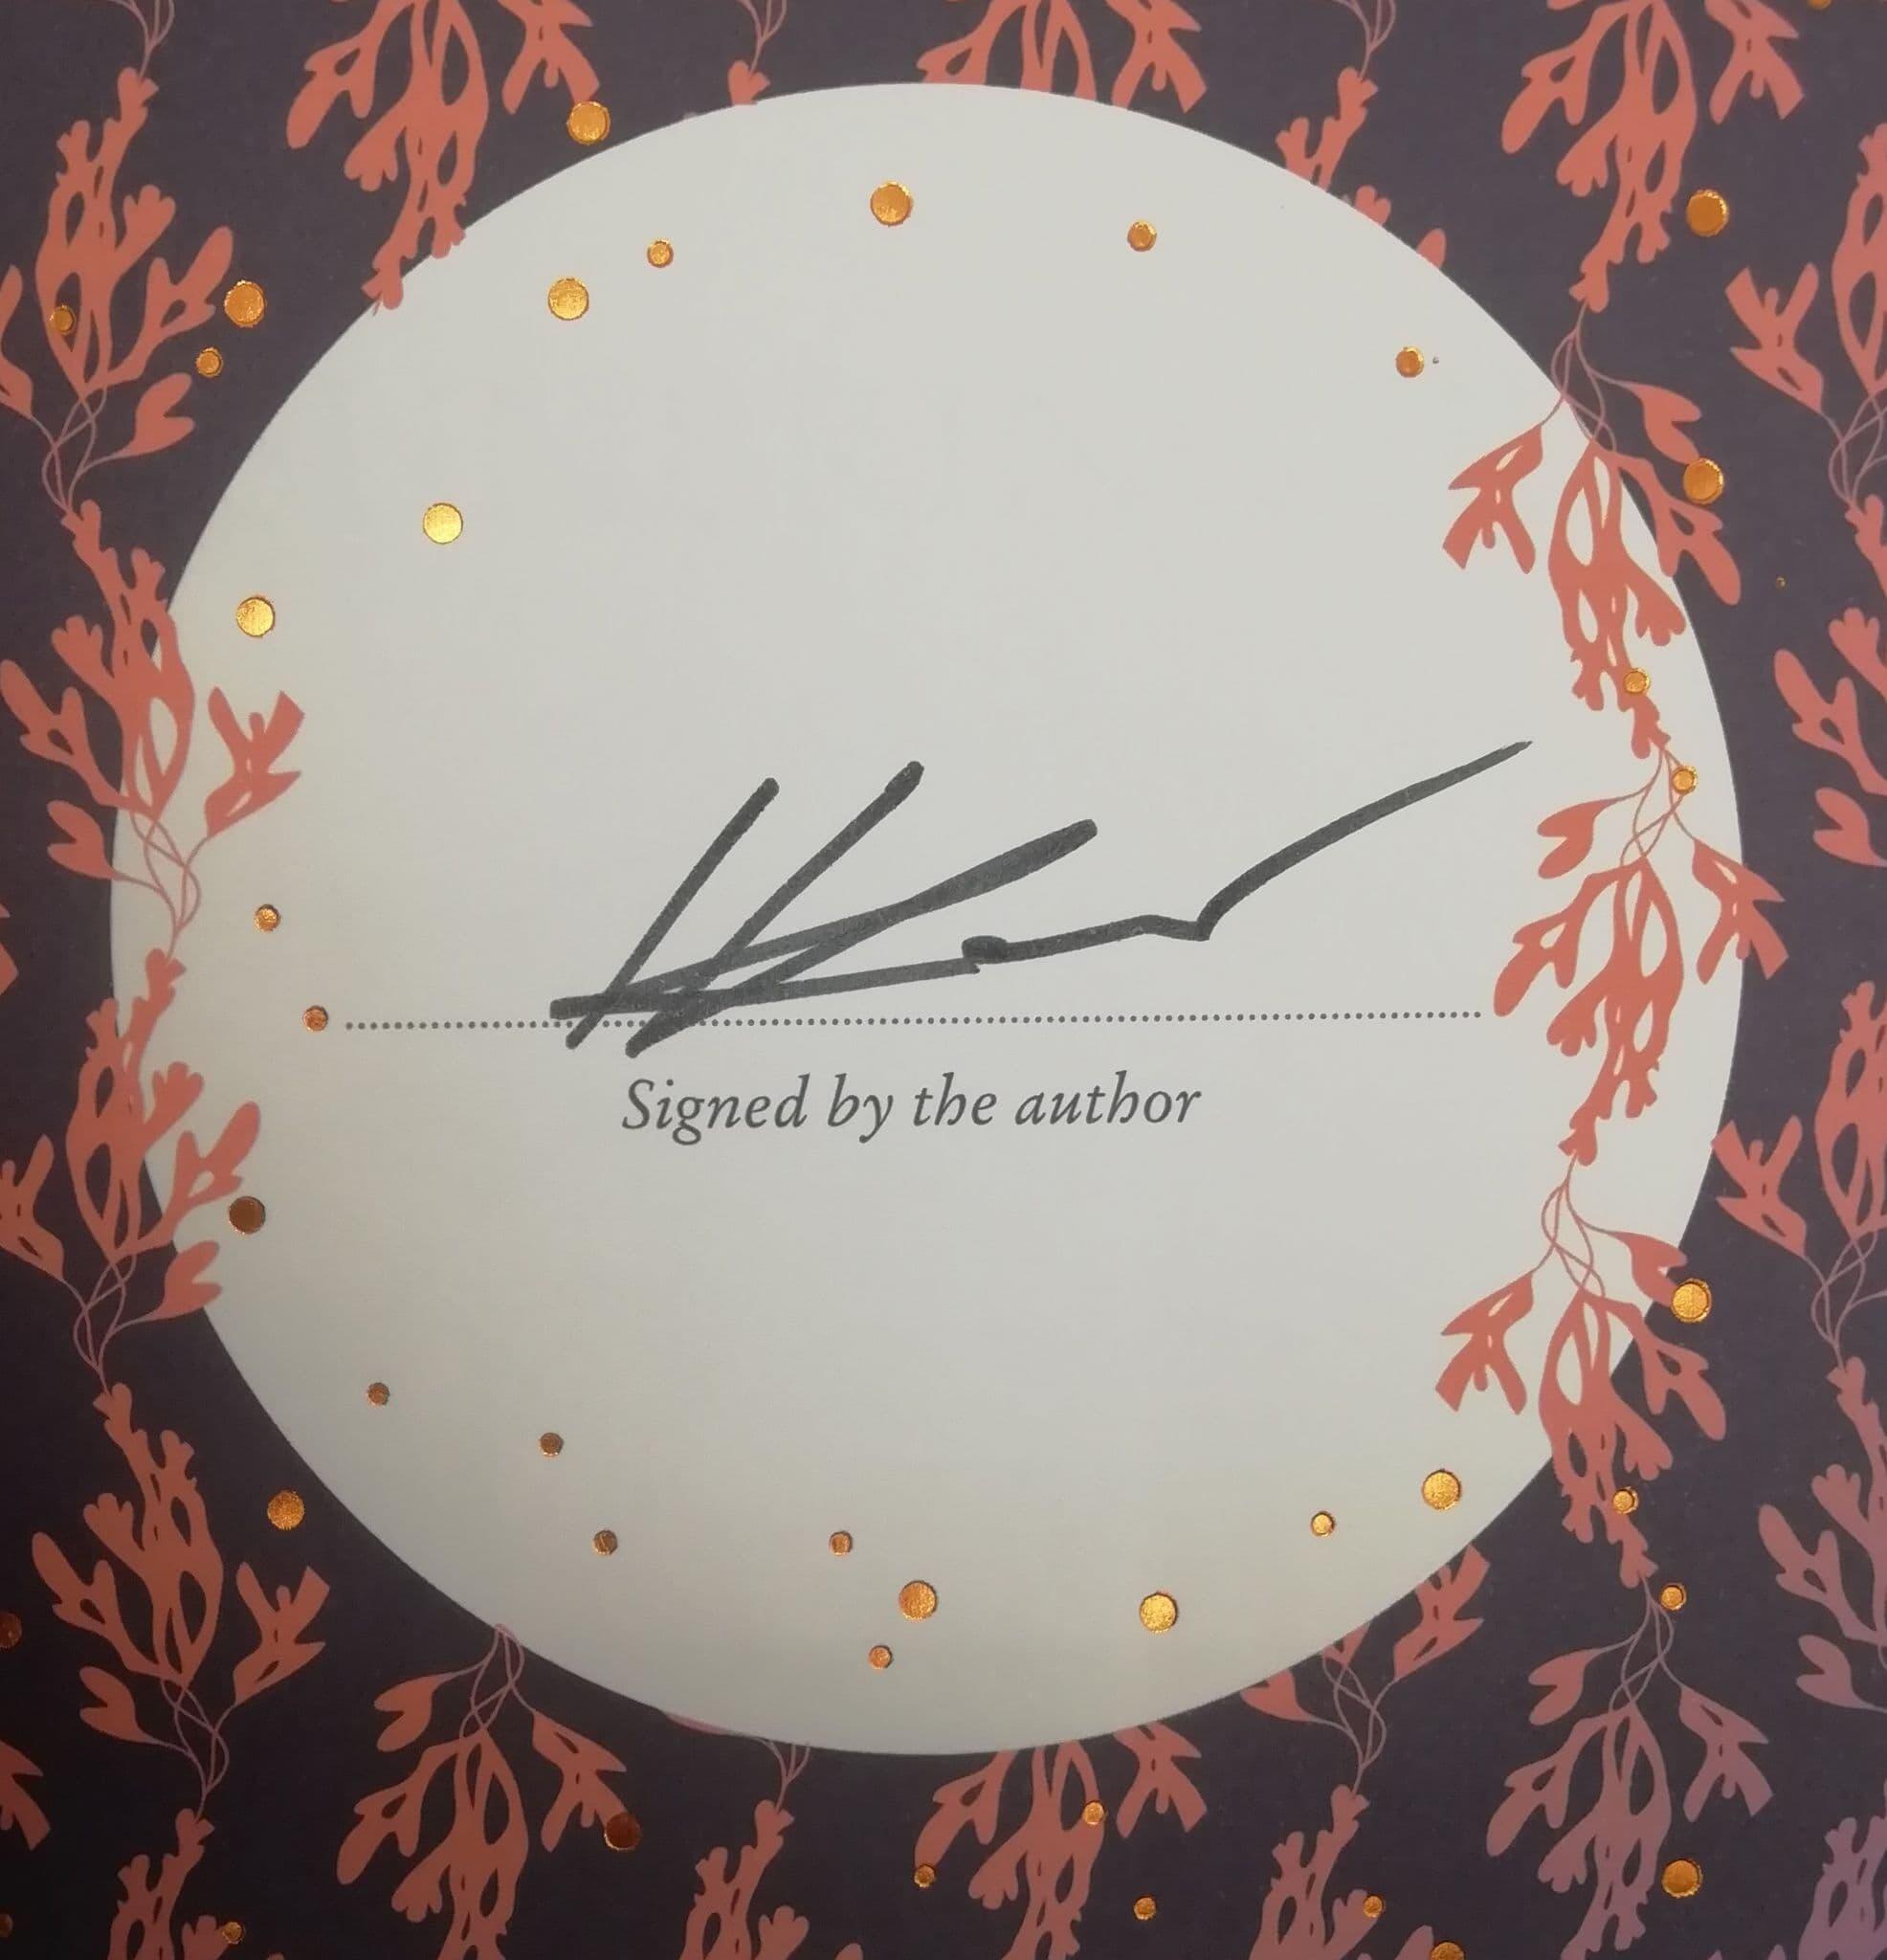 Signed by the author